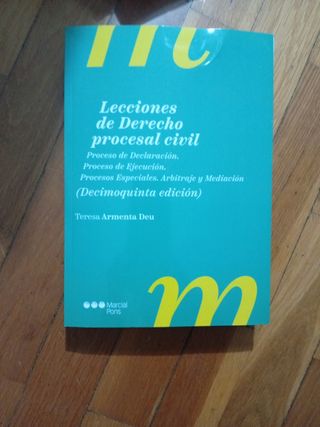 m
Lecciones
de Derecho
procesal civil
Proceso de Declaración.
Proceso de Ejecución.
Procesos Especiales. Arbitraje y Mediación
(Decimoquinta edición)
Teresa Armenta Deu
Marcial
Pons
m